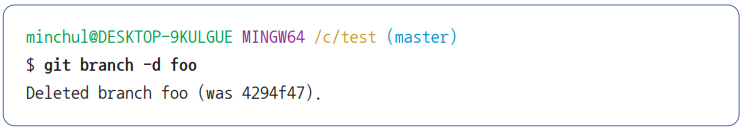 minchul@DESKTOP-9KULGUE MINGW64 /c/test (master)
$ git branch -d foo
Deleted branch foo (was 4294f47).